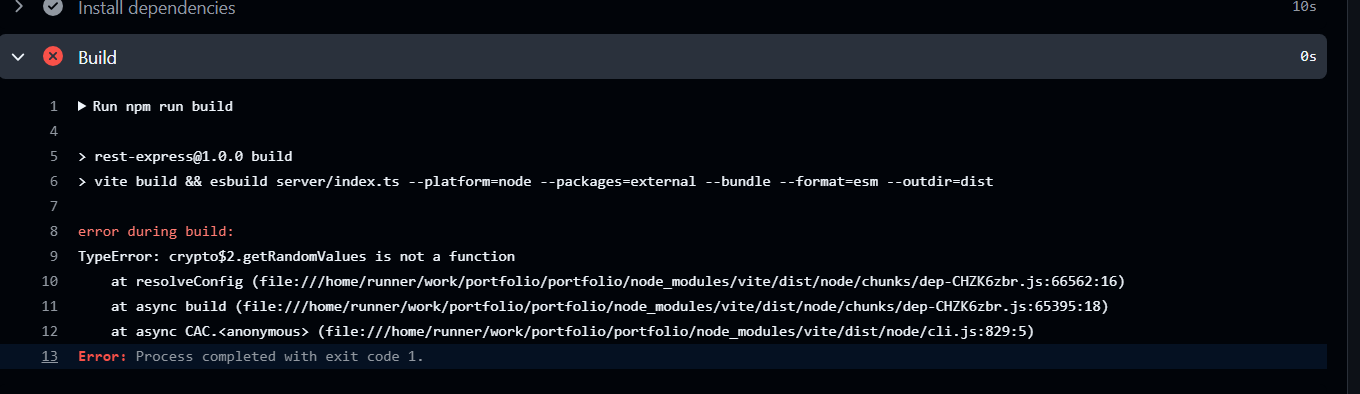 Install dependencies 10s
Build 0s
1 Run npm run build
4
5 > rest-express@1.0.0 build
6 > vite build && esbuild server/index.ts --platform=node --packages=external --bundle --format=esm --outdir=dist
7
8 error during build:
9 TypeError: crypto$2.getRandomValues is not a function
10 at resolveConfig (file:///home/runner/work/portfolio/portfolio/node_modules/vite/dist/node/chunks/dep-CHZK6zbr.js:66562:16)
11 at async build (file:///home/runner/work/portfolio/portfolio/node_modules/vite/dist/node/chunks/dep-CHZK6zbr.js:65395:18)
12 at async CAC.<anonymous> (file:///home/runner/work/portfolio/portfolio/node_modules/vite/dist/node/cli.js:829:5)
13 Error: Process completed with exit code 1.